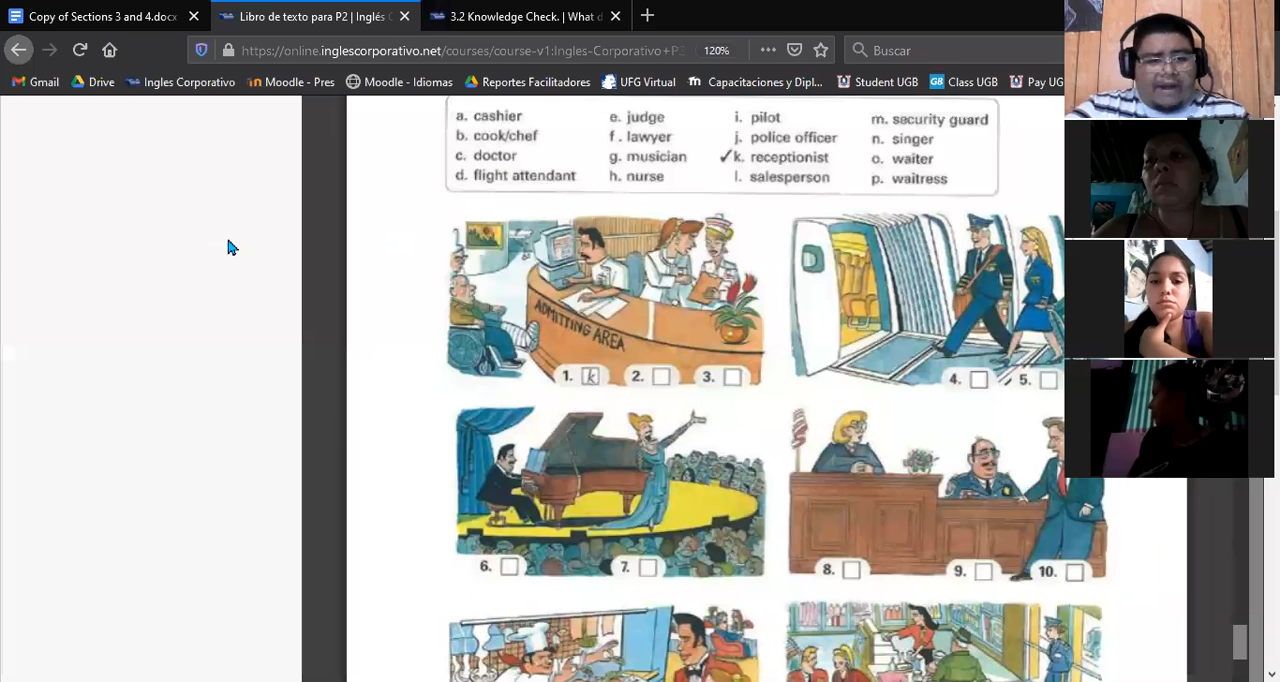 Copy of Sections 3 and 4.docx
Libro de texto para P2 | Inglés C
3.2 Knowledge Check. | What d
https://online.inglescorporativo.net/courses/course-v1:Ingles-Corporativo+P
120%
Buscar
Gmail
Drive
Ingles Corporativo
Moodle - Pres
Moodle - Idiomas
Reportes Facilitadores
UFG Virtual
Capacitaciones y Dipl...
Student UGB
Class UGB
Pay UG
a. cashier e. judge i. pilot m. security guard
b. cook/chef f. lawyer j. police officer n. singer
c. doctor g. musician ✓k. receptionist o. waiter
d. flight attendant h. nurse l. salesperson p. waitress
ADMITTING AREA
1. k 2. 3. 4. 5.
6. 7. 8. 9. 10.